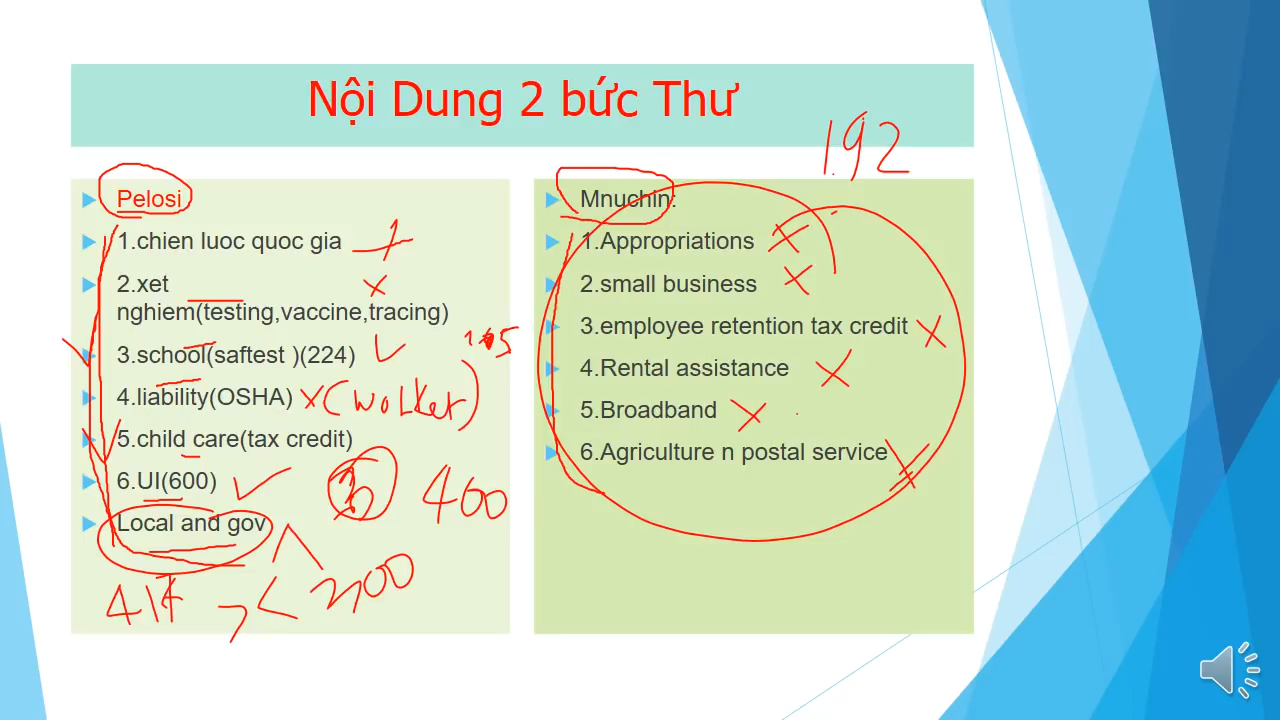 Nội Dung 2 bức Thư
192
Pelosi
1.chien luoc quoc gia
2.xet
nghiem(testing,vaccine,tracing)
3.school(saftest )(224)
4.liability(OSHA) (worker)
5.child care(tax credit)
6.UI(600)
400
Local and gov
Mnuchin:
1.Appropriations
2.small business
3.employee retention tax credit
4.Rental assistance
5.Broadband
6.Agriculture n postal service